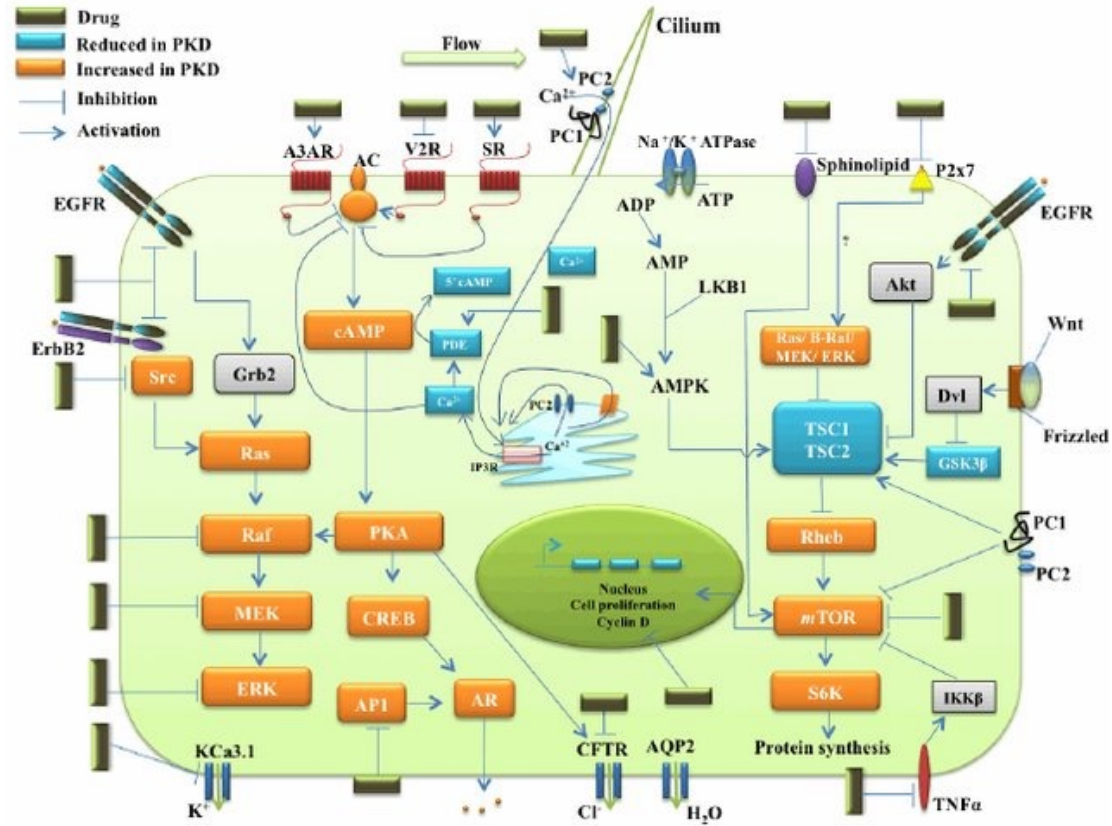 Drug
Reduced in PKD
Increased in PKD
Inhibition
Activation
Flow
Cilium
PC2
Ca²⁺
PC1
A3AR
AC
V2R
SR
Na⁺/K⁺ ATPase
Sphinolipid
P2x7
EGFR
EGFR
ADP
ATP
AMP
LKB1
AMPK
?
Akt
Wnt
Frizzled
Dvl
GSK3β
5' cAMP
Ca²⁺
cAMP
PDE
Ca²⁺
ErbB2
Src
Grb2
Ras/ B-Raf/
MEK/ ERK
TSC1
TSC2
PC2
Ca⁺²
IP3R
Ras
Raf
PKA
Rheb
PC1
PC2
MEK
CREB
Nucleus
Cell proliferation
Cyclin D
mTOR
ERK
AP1
AR
S6K
IKKβ
KCa3.1
K⁺
CFTR
Cl⁻
AQP2
H₂O
Protein synthesis
TNFα